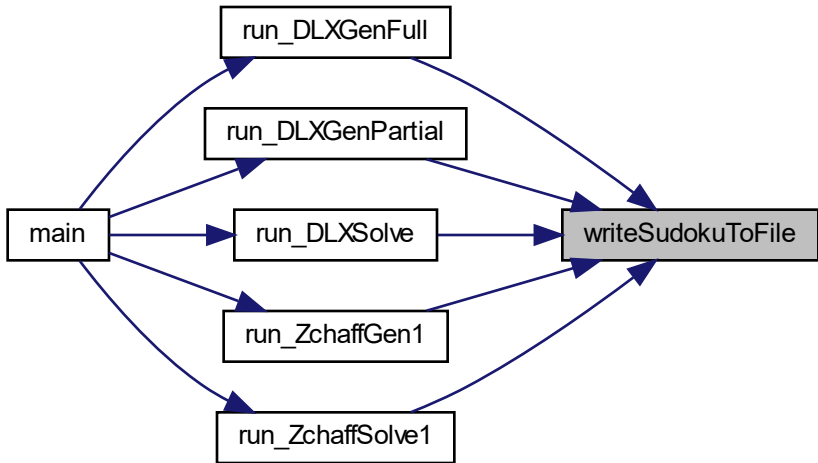 run_DLXGenFull
run_DLXGenPartial
main
run_DLXSolve
writeSudokuToFile
run_ZchaffGen1
run_ZchaffSolve1